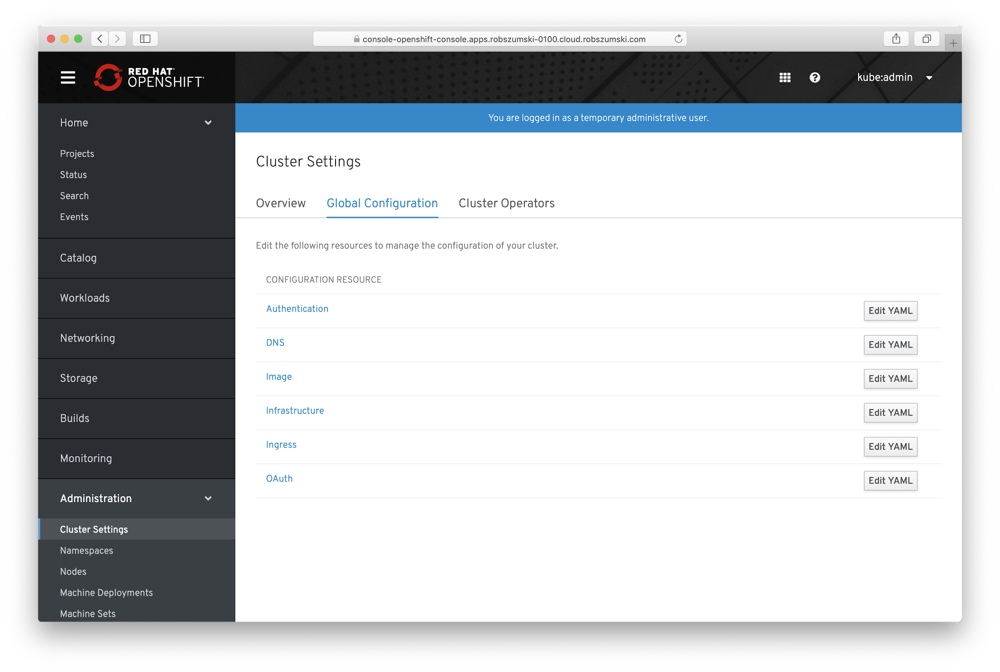 console-openshift-console.apps.robszumski-0100.cloud.robszumski.com
RED HAT
OPENSHIFT
kube:admin
You are logged in as a temporary administrative user.
Home
Projects
Status
Search
Events
Catalog
Workloads
Networking
Storage
Builds
Monitoring
Administration
Cluster Settings
Namespaces
Nodes
Machine Deployments
Machine Sets
Cluster Settings
Overview Global Configuration Cluster Operators
Edit the following resources to manage the configuration of your cluster.
CONFIGURATION RESOURCE
Authentication Edit YAML
DNS Edit YAML
Image Edit YAML
Infrastructure Edit YAML
Ingress Edit YAML
OAuth Edit YAML